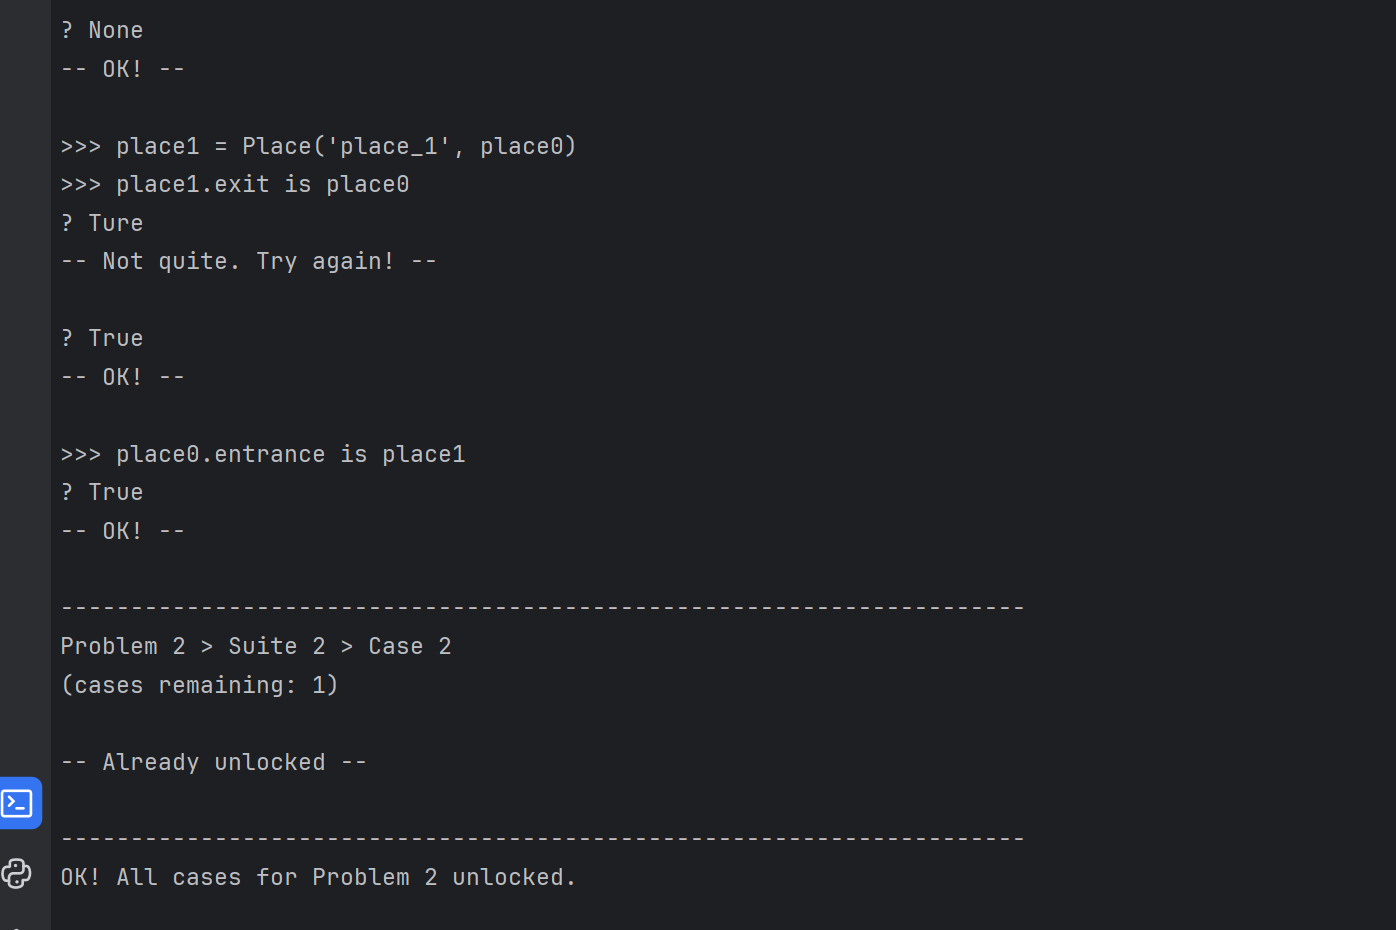 ? None
-- OK! --
>>> place1 = Place('place_1', place0)
>>> place1.exit is place0
? Ture
-- Not quite. Try again! --
? True
-- OK! --
>>> place0.entrance is place1
? True
-- OK! --
---------------------------------------------------------------------
Problem 2 > Suite 2 > Case 2
(cases remaining: 1)
-- Already unlocked --
---------------------------------------------------------------------
OK! All cases for Problem 2 unlocked.